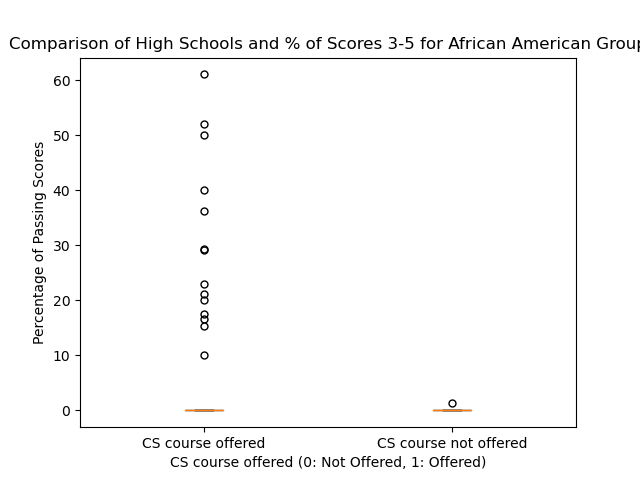 Comparison of High Schools and % of Scores 3-5 for African American Group
60
50
40
30
20
10
0
Percentage of Passing Scores
CS course offered
CS course not offered
CS course offered (0: Not Offered, 1: Offered)